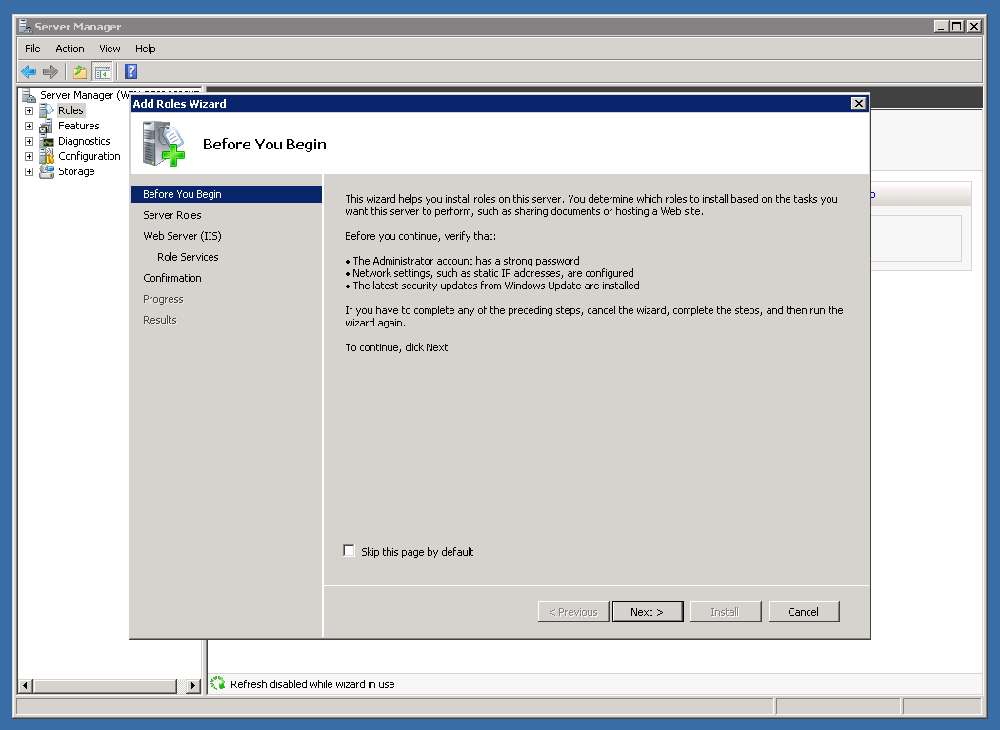 Server Manager
File Action View Help
Server Manager
Roles
Features
Diagnostics
Configuration
Storage
Add Roles Wizard
Before You Begin
Before You Begin
Server Roles
Web Server (IIS)
Role Services
Confirmation
Progress
Results
This wizard helps you install roles on this server. You determine which roles to install based on the tasks you
want this server to perform, such as sharing documents or hosting a Web site.
Before you continue, verify that:
• The Administrator account has a strong password
• Network settings, such as static IP addresses, are configured
• The latest security updates from Windows Update are installed
If you have to complete any of the preceding steps, cancel the wizard, complete the steps, and then run the
wizard again.
To continue, click Next.
Skip this page by default
< Previous Next > Install Cancel
Refresh disabled while wizard in use